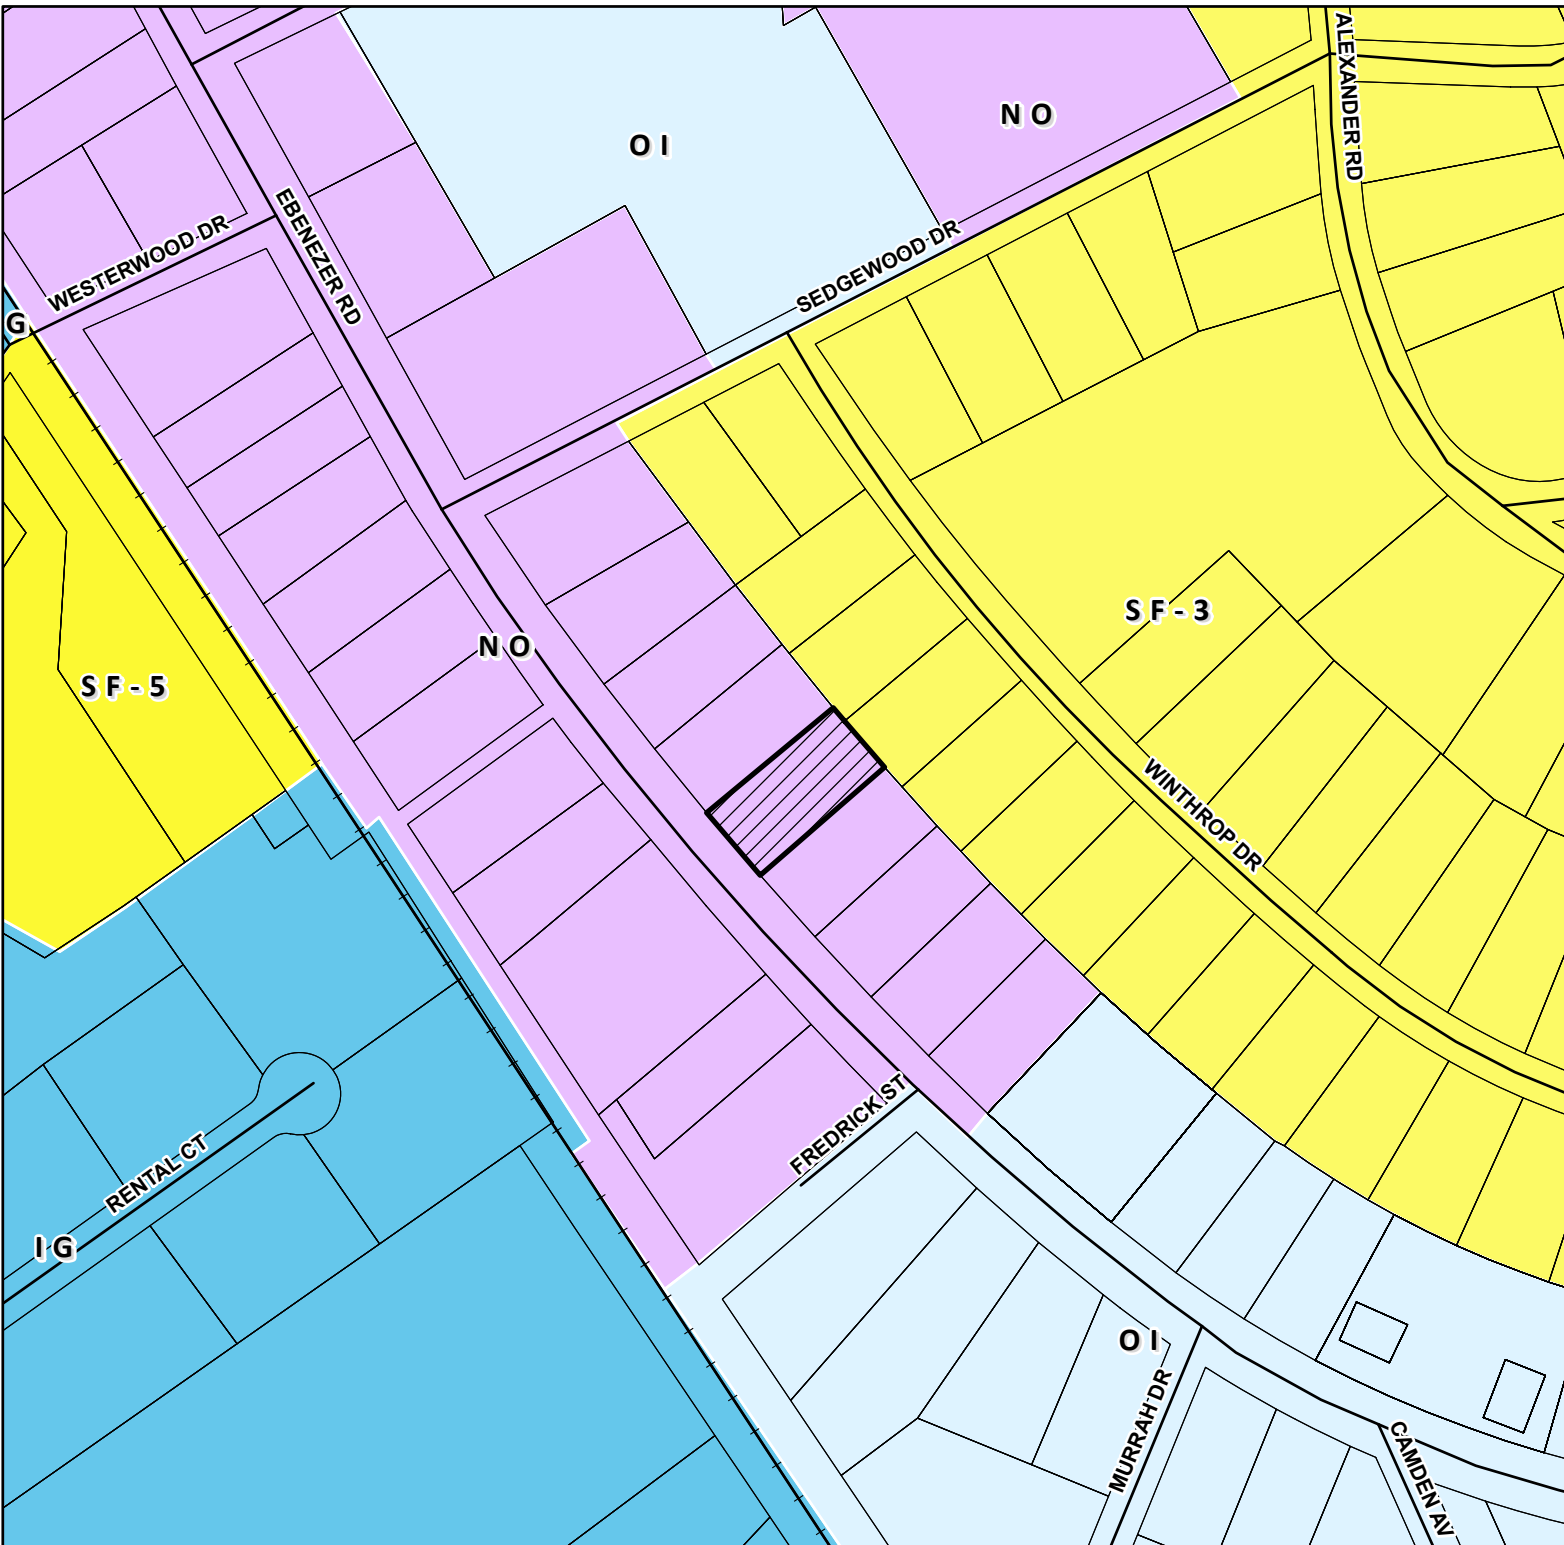 ALEXANDER RD
N O
O I
EBENEZER RD
WESTERWOOD DR
SEDGEWOOD DR
G
S F - 3
N O
S F - 5
WINTHROP DR
FREDRICK ST
RENTAL CT
I G
O I
MURRAH DR
CAMDEN AV